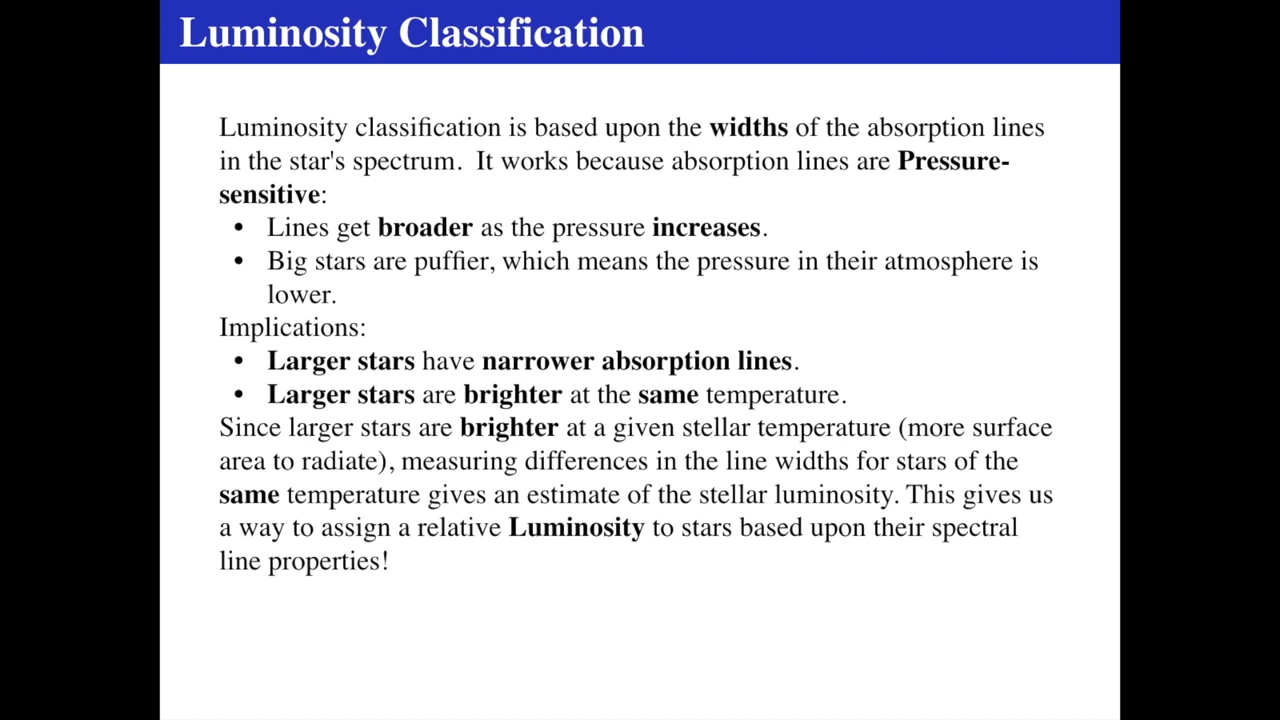 Luminosity Classification
Luminosity classification is based upon the widths of the absorption lines
in the star's spectrum.  It works because absorption lines are Pressure-
sensitive:
• Lines get broader as the pressure increases.
• Big stars are puffier, which means the pressure in their atmosphere is
lower.
Implications:
• Larger stars have narrower absorption lines.
• Larger stars are brighter at the same temperature.
Since larger stars are brighter at a given stellar temperature (more surface
area to radiate), measuring differences in the line widths for stars of the
same temperature gives an estimate of the stellar luminosity. This gives us
a way to assign a relative Luminosity to stars based upon their spectral
line properties!